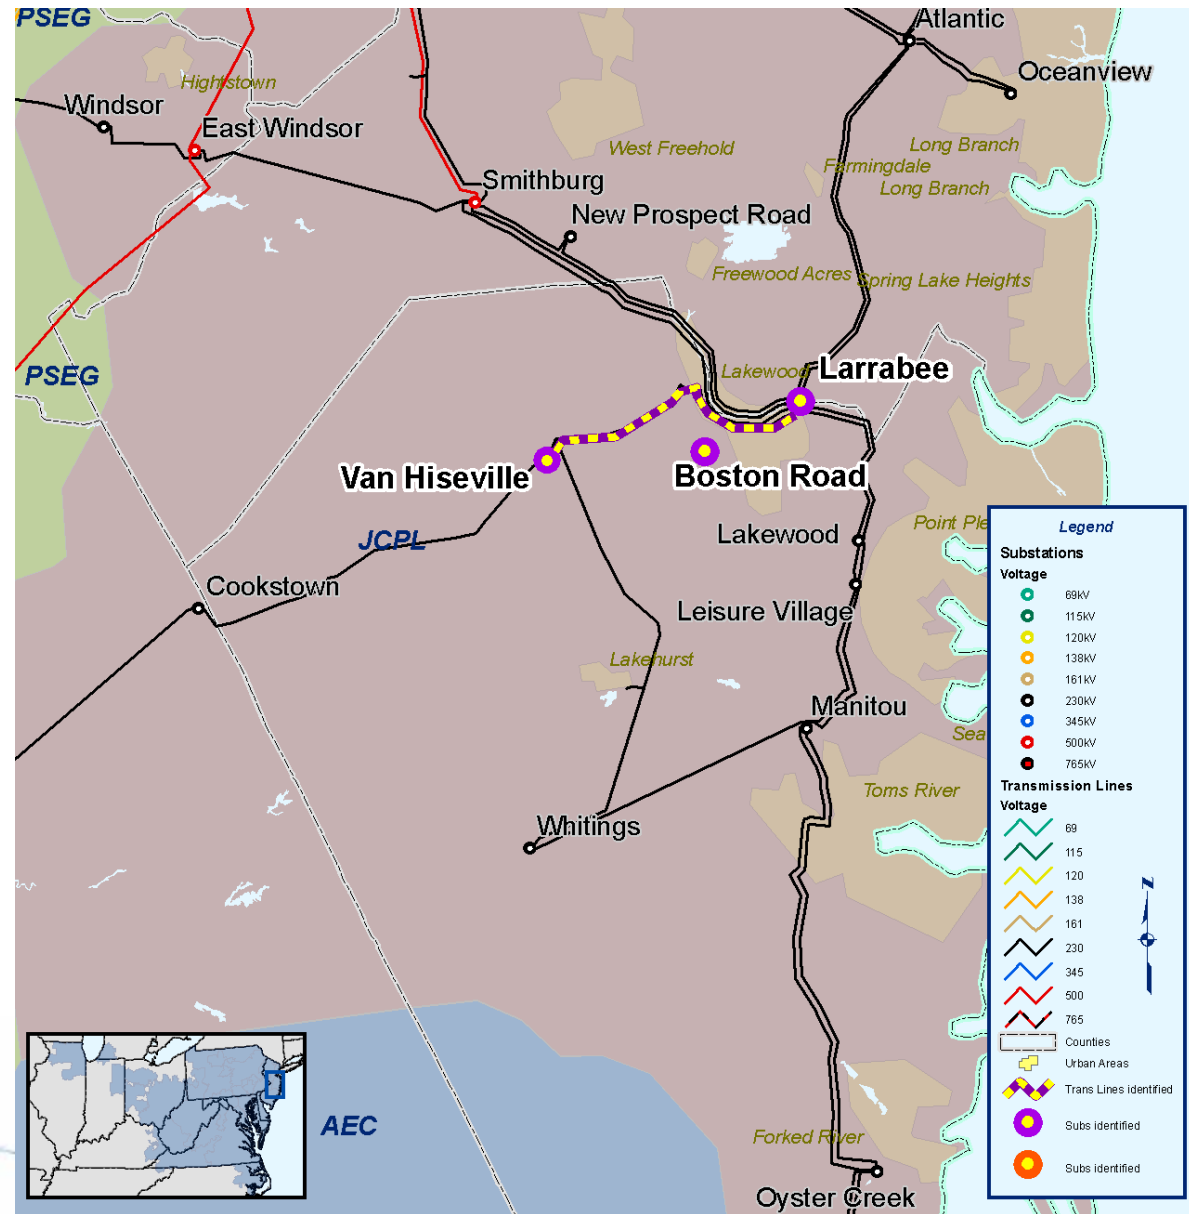 PSEG
Atlantic
Oceanview
Hightstown
Windsor
East Windsor
West Freehold
Long Branch
Farmingdale
Long Branch
Smithburg
New Prospect Road
Freewood Acres
Spring Lake Heights
PSEG
Lakewood
Larrabee
Van Hiseville
Boston Road
JCPL
Lakewood
Point Ple
Cookstown
Leisure Village
Lakehurst
Manitou
Sea
Toms River
Whitings
AEC
Forked River
Oyster Creek
Legend
Substations
Voltage
69kV
115kV
120kV
138kV
161kV
230kV
345kV
500kV
765kV
Transmission Lines
Voltage
69
115
120
138
161
230
345
500
765
Counties
Urban Areas
Trans Lines identified
Subs identified
Subs identified
N